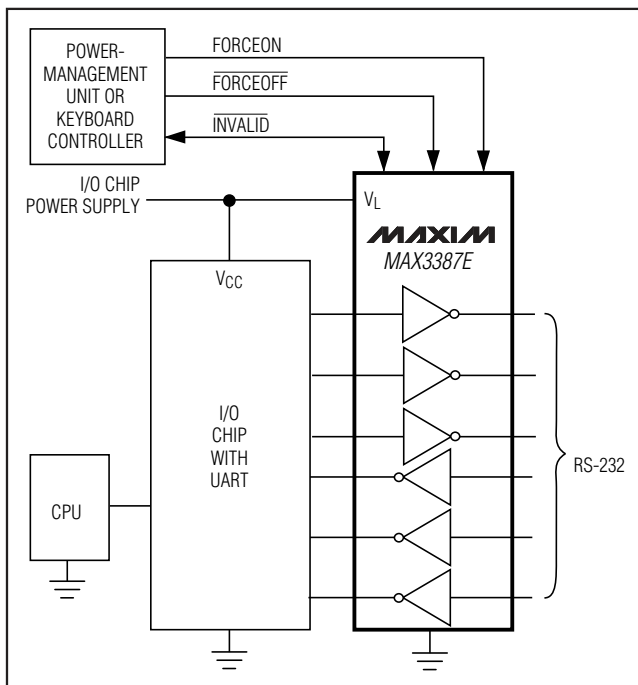 POWER-
MANAGEMENT
UNIT OR
KEYBOARD
CONTROLLER
FORCEON
FORCEOFF
INVALID
I/O CHIP
POWER SUPPLY
VL
MAXIM
MAX3387E
VCC
I/O
CHIP
WITH
UART
CPU
RS-232